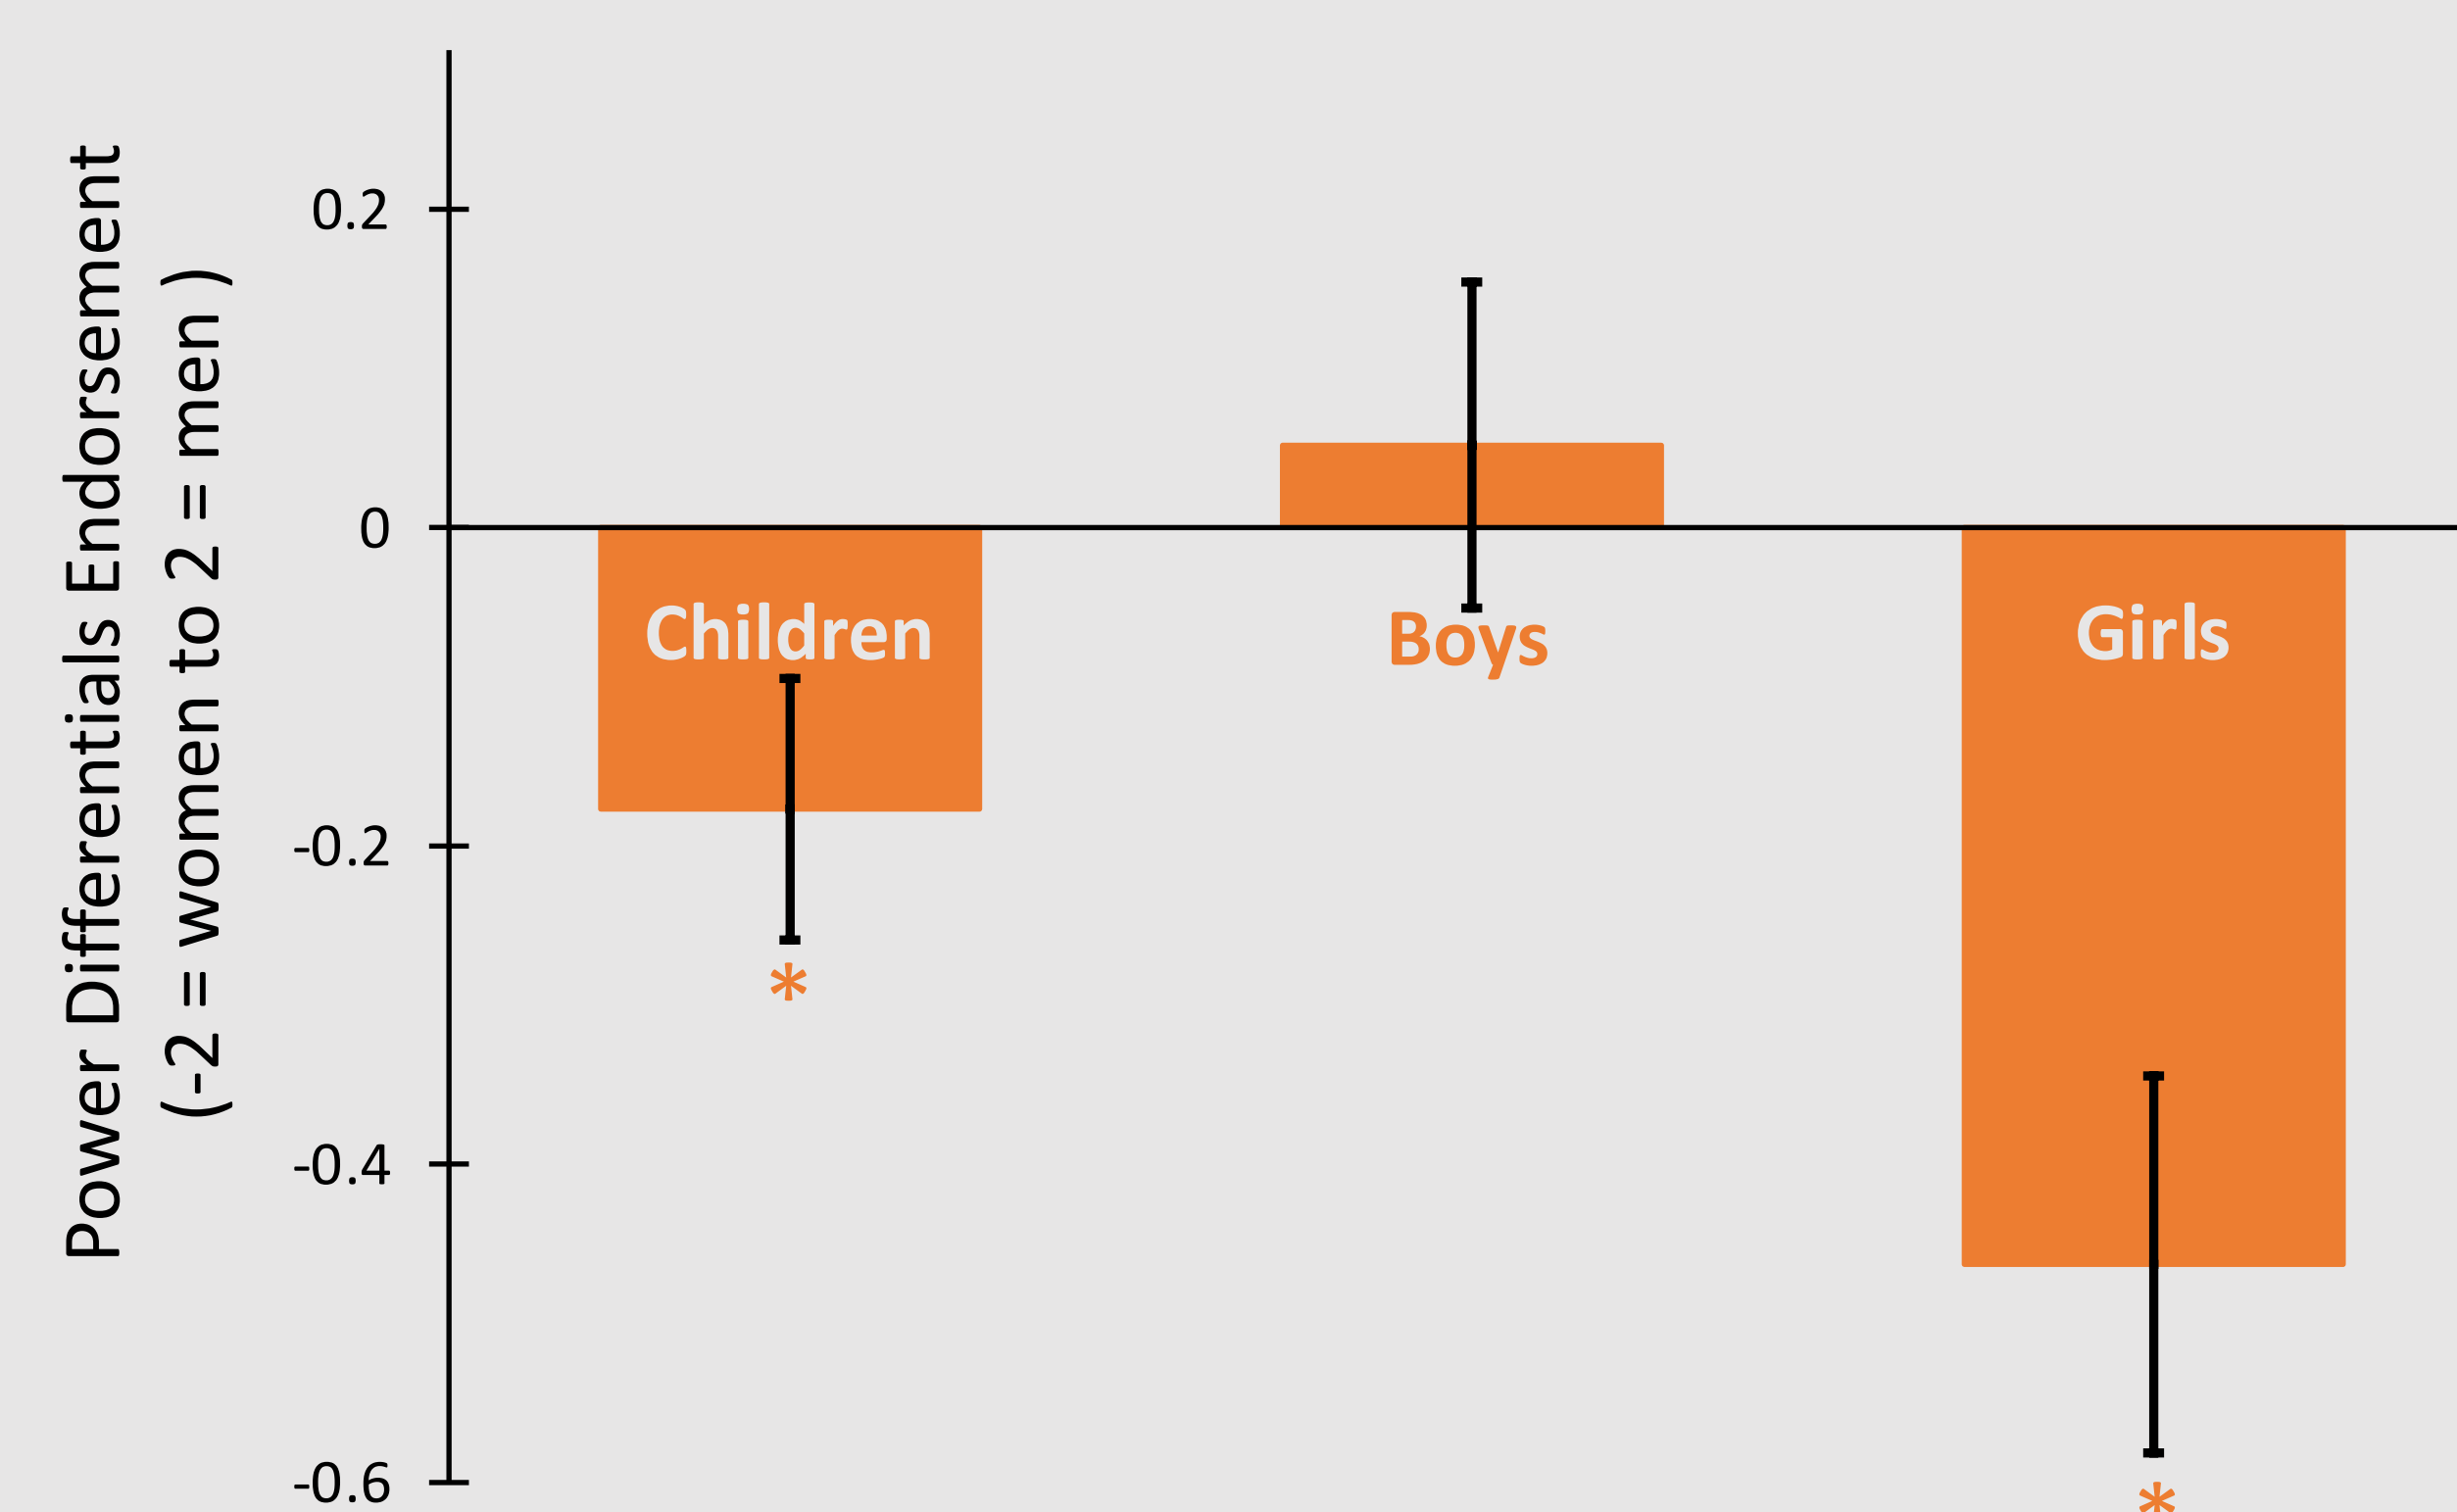 Power Differentials Endorsement
(-2 = women to 2 = men )
0.2
0
-0.2
-0.4
-0.6
Children
Boys
Girls
*
*